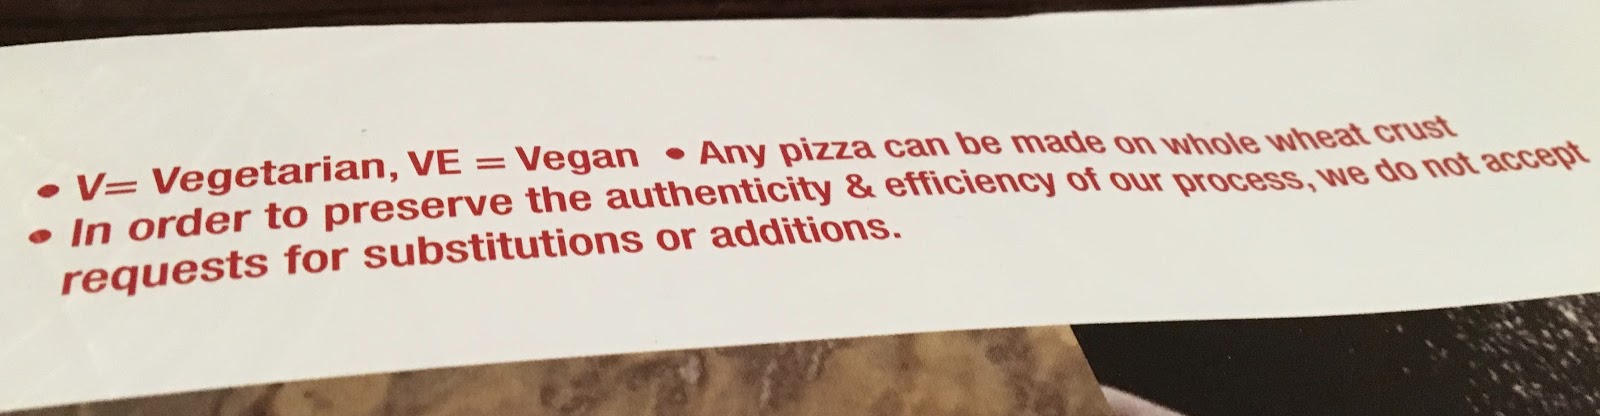 • V= Vegetarian, VE = Vegan • Any pizza can be made on whole wheat crust
• In order to preserve the authenticity & efficiency of our process, we do not accept
requests for substitutions or additions.